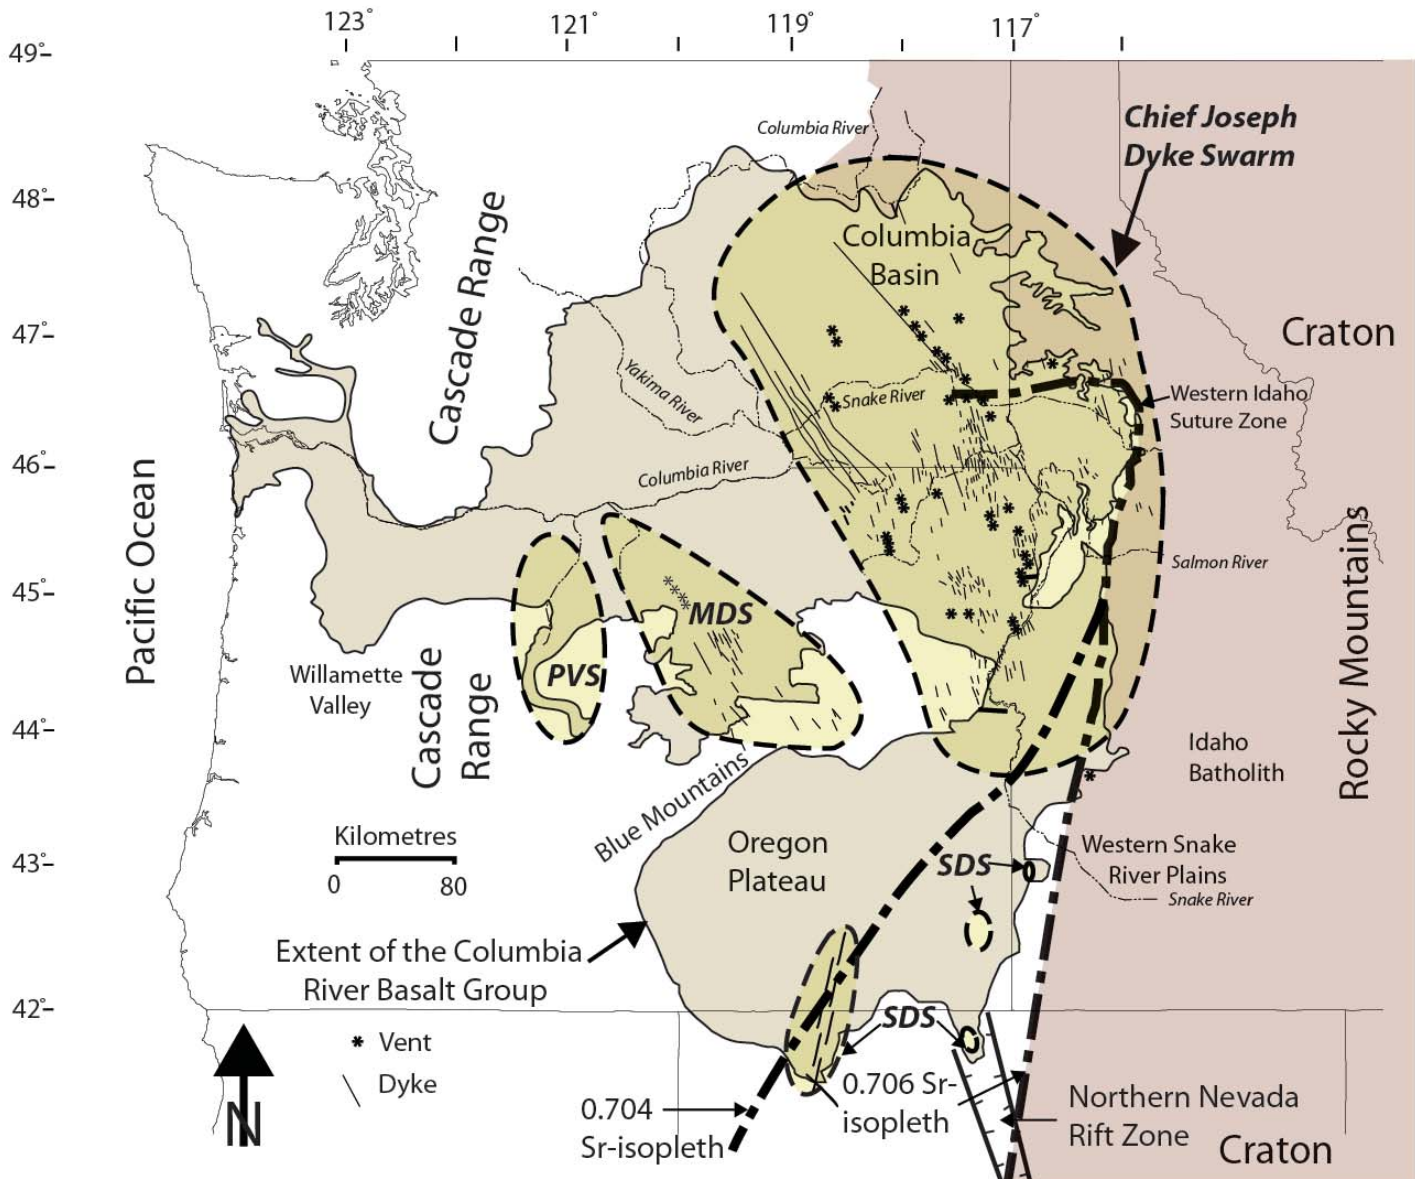 123°
121°
119°
117°
49°
48°
47°
46°
45°
44°
43°
42°
Columbia River
Chief Joseph
Dyke Swarm
Cascade Range
Columbia
Basin
Craton
Yakima River
Snake River
Western Idaho
Suture Zone
Columbia River
Pacific Ocean
Salmon River
Rocky Mountains
MDS
PVS
Willamette
Valley
Cascade
Range
Idaho
Batholith
Blue Mountains
Kilometres
0
80
Oregon
Plateau
SDS
Western Snake
River Plains
Snake River
Extent of the Columbia
River Basalt Group
SDS
Vent
Dyke
N
0.704
Sr-isopleth
0.706 Sr-
isopleth
Northern Nevada
Rift Zone
Craton